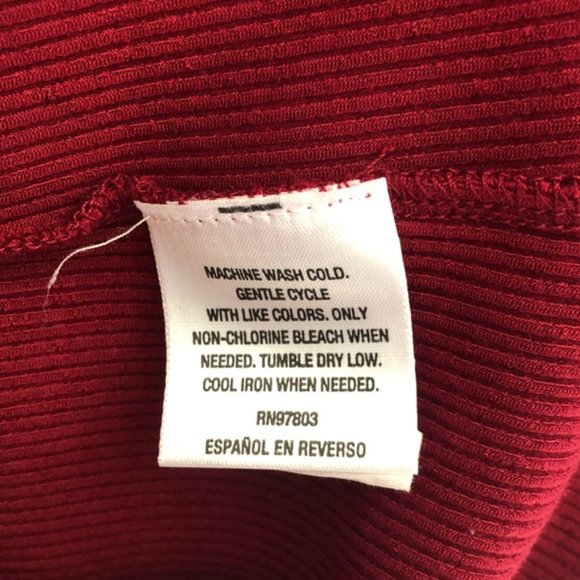 MACHINE WASH COLD.
GENTLE CYCLE
WITH LIKE COLORS. ONLY
NON-CHLORINE BLEACH WHEN
NEEDED. TUMBLE DRY LOW.
COOL IRON WHEN NEEDED.
RN97803
ESPAÑOL EN REVERSO